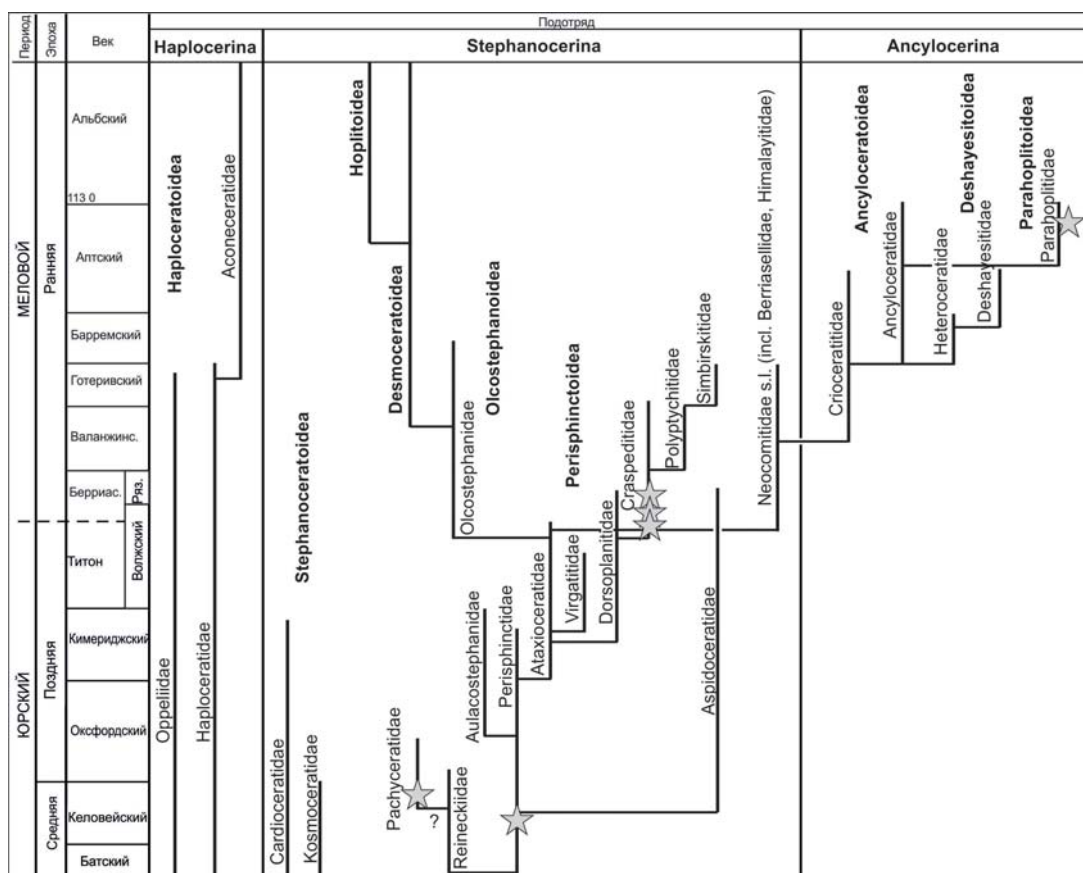 Подотряд
Период
Эпоха
Век
Haplocerina
Stephanocerina
Ancylocerina
МЕЛОВОЙ
ЮРСКИЙ
Ранняя
Поздняя
Средняя
Альбский
113 0
Аптский
Барремский
Готеривский
Валанжинс.
Берриас.
Ряз.
Титон
Волжский
Кимериджский
Оксфордский
Келовейский
Батский
Haploceratoidea
Aconeceratidae
Oppeliidae
Haploceratidae
Stephanoceratoidea
Cardioceratidae
Kosmoceratidae
Hoplitoidea
Desmoceratoidea
Olcostephanoidea
Olcostephanidae
Perisphinctoidea
Pachyceratidae
?
Reineckiidae
Aulacostephanidae
Perisphinctidae
Ataxioceratidae
Virgatitidae
Dorsoplanitidae
Craspeditidae
Polyptychitidae
Simbirskitidae
Aspidoceratidae
Neocomitidae s.l. (incl. Berriasellidae, Himalayitidae)
Ancyloceratoidea
Deshayesitoidea
Parahoplitoidea
Crioceratitidae
Ancyloceratidae
Heteroceratidae
Deshayesitidae
Parahoplitidae